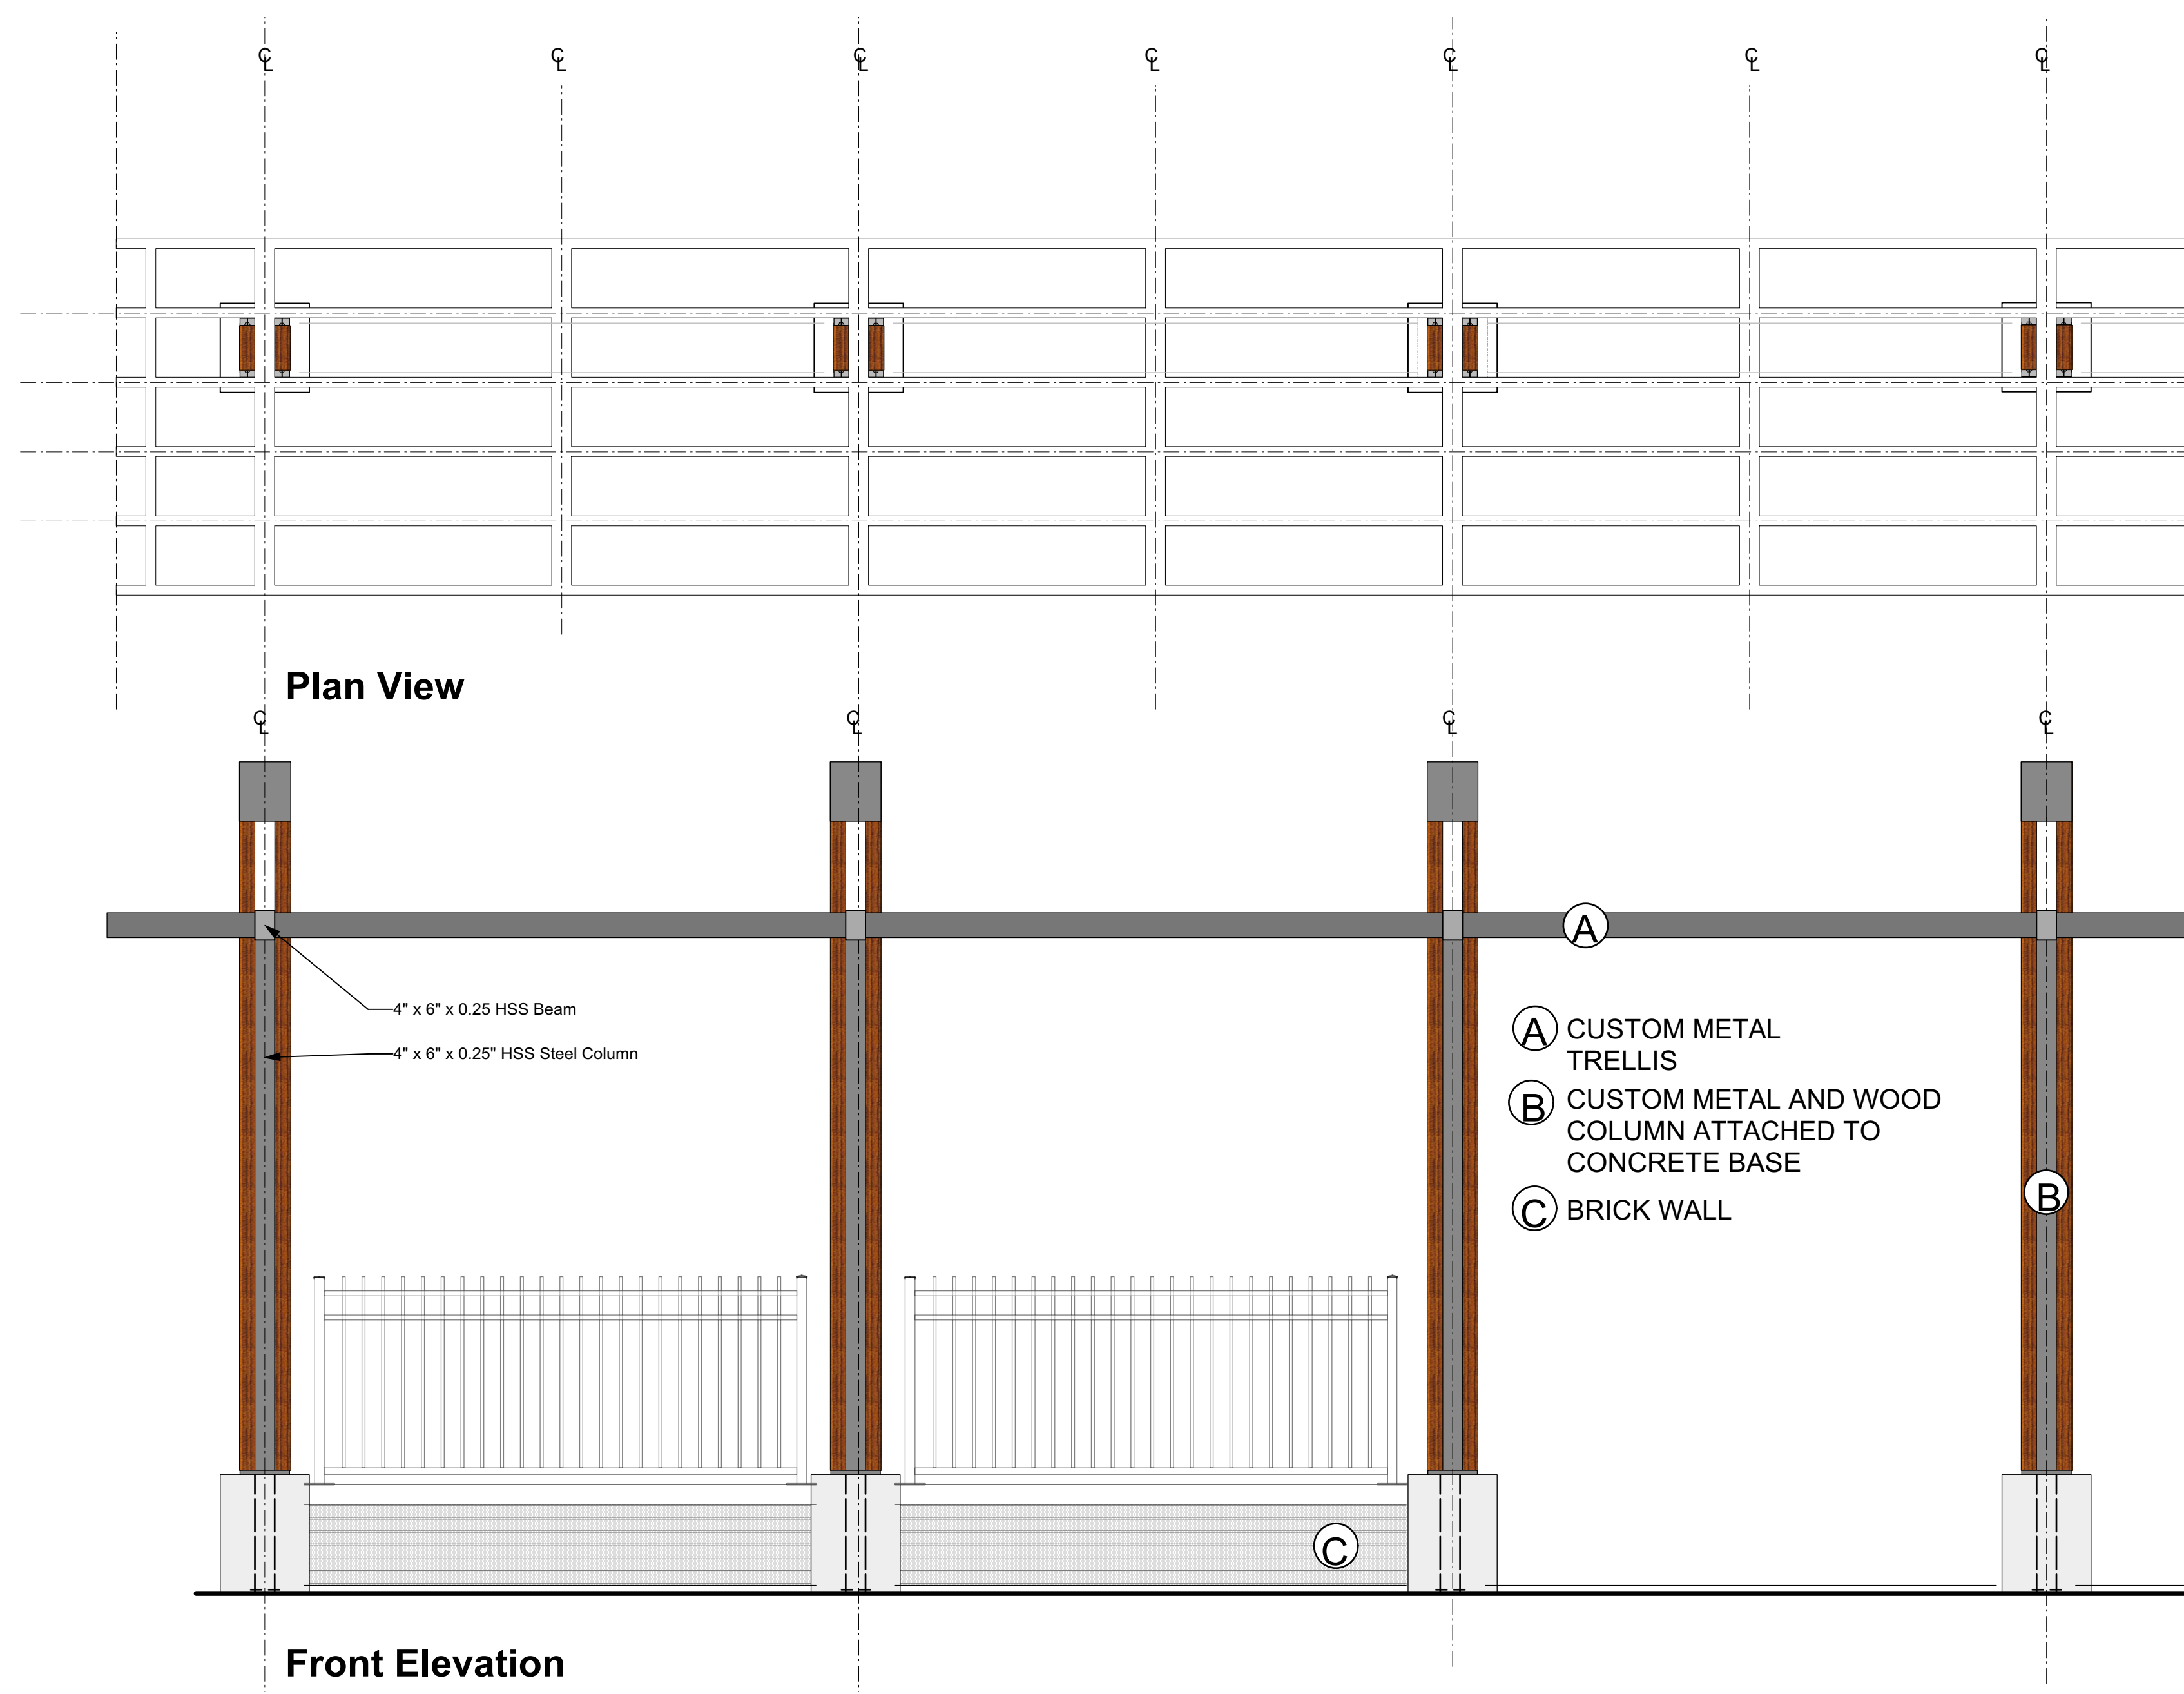 ℄ ℄ ℄ ℄ ℄ ℄ ℄
Plan View
℄ ℄ ℄ ℄
A
4" x 6" x 0.25 HSS Beam
4" x 6" x 0.25" HSS Steel Column
A CUSTOM METAL
TRELLIS
B CUSTOM METAL AND WOOD
COLUMN ATTACHED TO
CONCRETE BASE
B
C BRICK WALL
C
Front Elevation